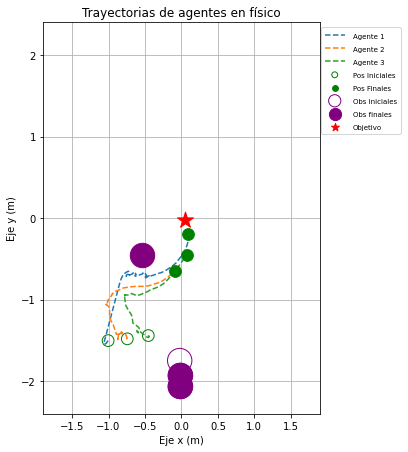 Trayectorias de agentes en físico
Agente 1
Agente 2
Agente 3
Pos Iniciales
Pos Finales
Obs Iniciales
Obs finales
Objetivo
Eje y (m)
2
1
0
−1
−2
−1.5
−1.0
−0.5
0.0
0.5
1.0
1.5
Eje x (m)